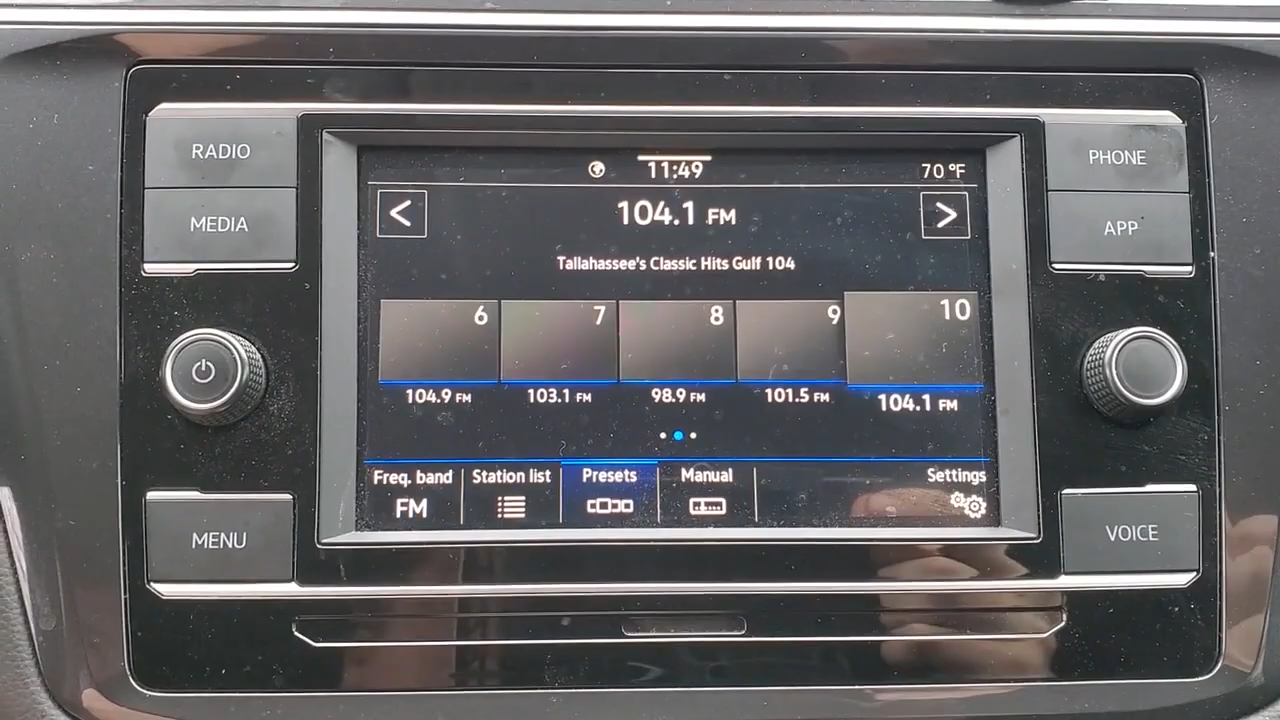 RADIO
MEDIA
MENU
11:49
70 °F
<
104.1 FM
>
Tallahassee's Classic Hits Gulf 104
6 7 8 9 10
104.9 FM 103.1 FM 98.9 FM 101.5 FM 104.1 FM
Freq. band Station list Presets Manual Settings
FM
PHONE
APP
VOICE